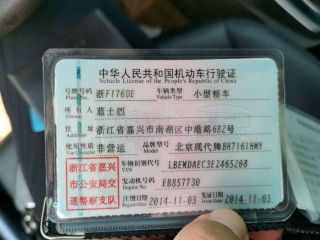 中华人民共和国机动车行驶证
Vehicle License of the People's Republic of China
号牌号码 浙F176DE 车辆类型 小型轿车
Plate No. Vehicle Type
所有人
Owner
住址 浙江省嘉兴市南湖区中港路682号
Address
使用性质 非营运 品牌型号 北京现代牌BH7161HMY
Use Character Model
浙江省嘉兴
市公安局交
通警察支队
车辆识别代号 LBEMDAEC3EZ465208
VIN
发动机号码 EB857730
Engine No.
注册日期 2014-11-03 发证日期 2014-11-03
Register Date Issue Date